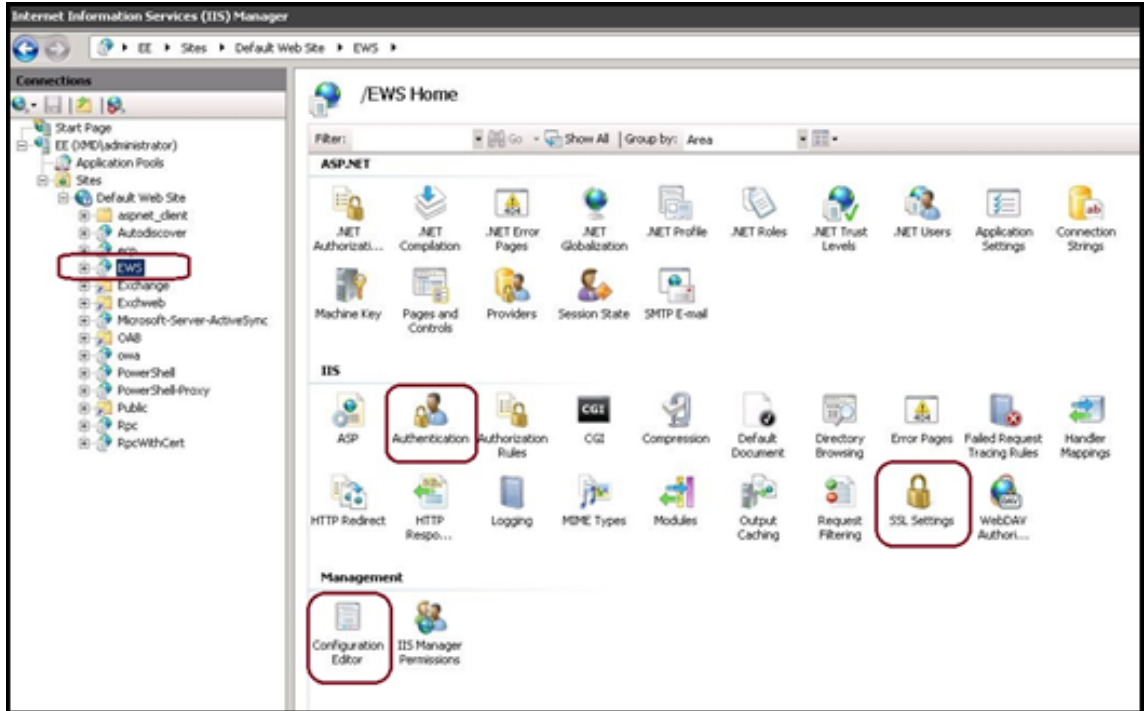 Internet Information Services (IIS) Manager
EE Sites Default Web Site EWS
Connections
Start Page
EE (XMD\administrator)
Application Pools
Sites
Default Web Site
aspnet_client
Autodiscover
ecp
EWS
Exchange
Exchweb
Microsoft-Server-ActiveSync
OAB
owa
PowerShell
PowerShell-Proxy
Public
Rpc
RpcWithCert
/EWS Home
Filter: Go Show All Group by: Area
ASP.NET
.NET Authorizati... .NET Compilation .NET Error Pages .NET Globalization .NET Profile .NET Roles .NET Trust Levels .NET Users Application Settings Connection Strings
Machine Key Pages and Controls Providers Session State SMTP E-mail
IIS
ASP Authentication Authorization Rules CGI Compression Default Document Directory Browsing Error Pages Failed Request Tracing Rules Handler Mappings
HTTP Redirect HTTP Respo... Logging MIME Types Modules Output Caching Request Filtering SSL Settings WebDAV Authori...
Management
Configuration Editor IIS Manager Permissions